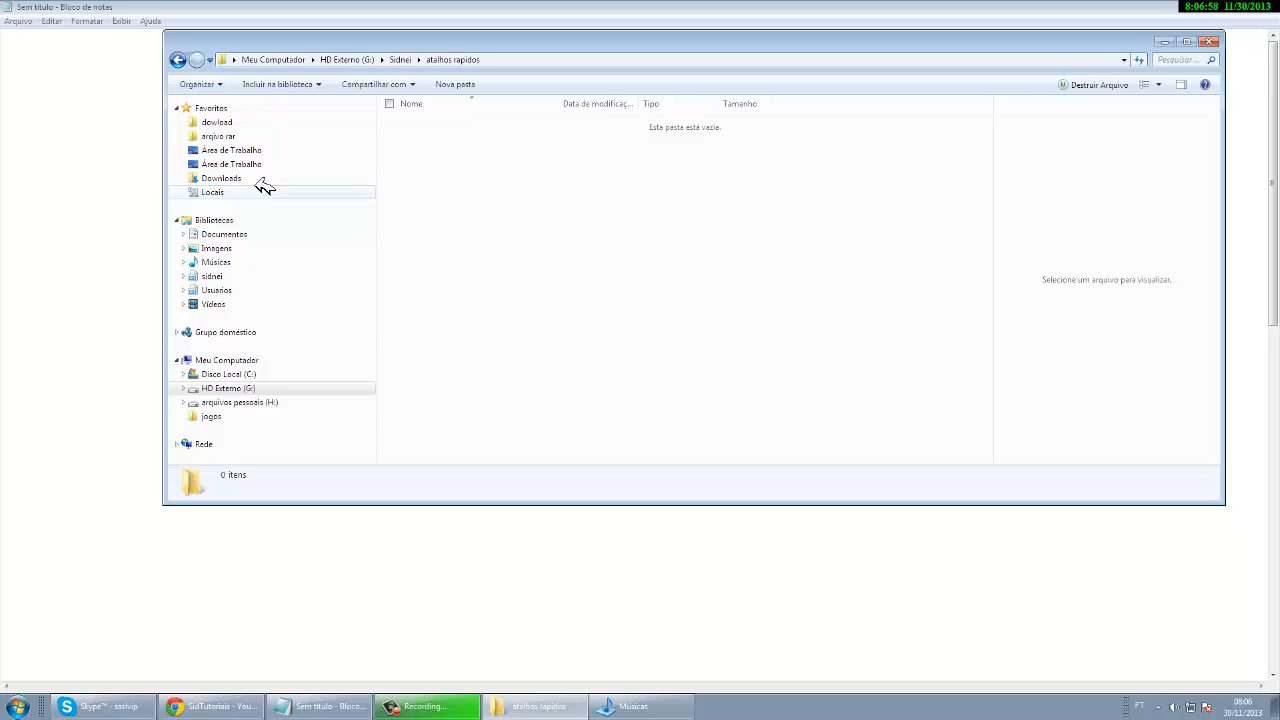 Sem título - Bloco de notas
8:06:58 11/30/2013
Arquivo Editar Formatar Exibir Ajuda
Meu Computador HD Externo (G:) Sidnei atalhos rapidos
Pesquisar...
Organizar Incluir na biblioteca Compartilhar com Nova pasta Destruir Arquivo
Nome Data de modificaç... Tipo Tamanho
Esta pasta está vazia.
Favoritos
dowload
arqivo rar
Área de Trabalho
Área de Trabalho
Downloads
Locais
Bibliotecas
Documentos
Imagens
Músicas
sidnei
Usuarios
Vídeos
Selecione um arquivo para visualizar.
Grupo doméstico
Meu Computador
Disco Local (C:)
HD Externo (G:)
arquivos pessoais (H:)
jogos
Rede
0 itens
Skype™ - saslvip
SidTutoriais - You...
Sem título - Bloco...
Recording...
atalhos rapidos
Músicas
PT
08:06
30/11/2013